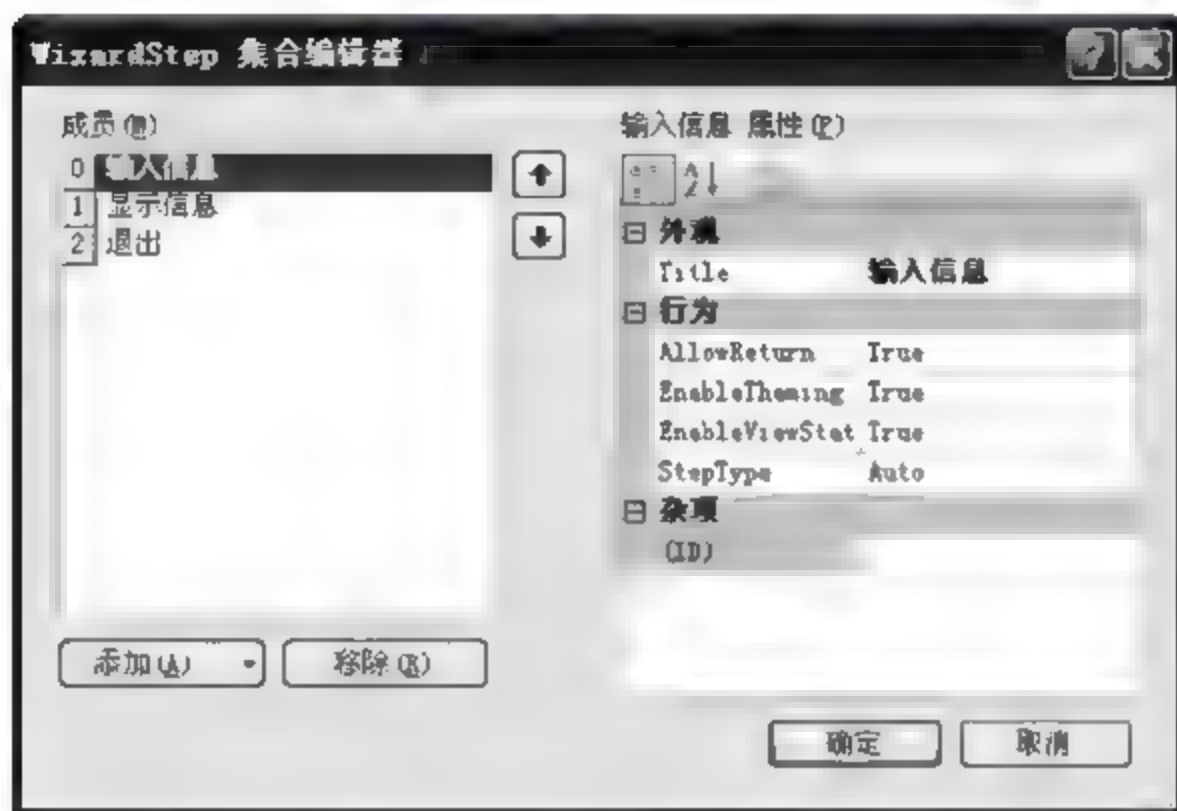 WizardStep 集合编辑器
成员(M)
0 输入信息
1 显示信息
2 退出
添加(A)
移除(R)
输入信息 属性(P)
外观
Title 输入信息
行为
AllowReturn True
EnableTheming True
EnableViewStat True
StepType Auto
杂项
(ID)
确定
取消